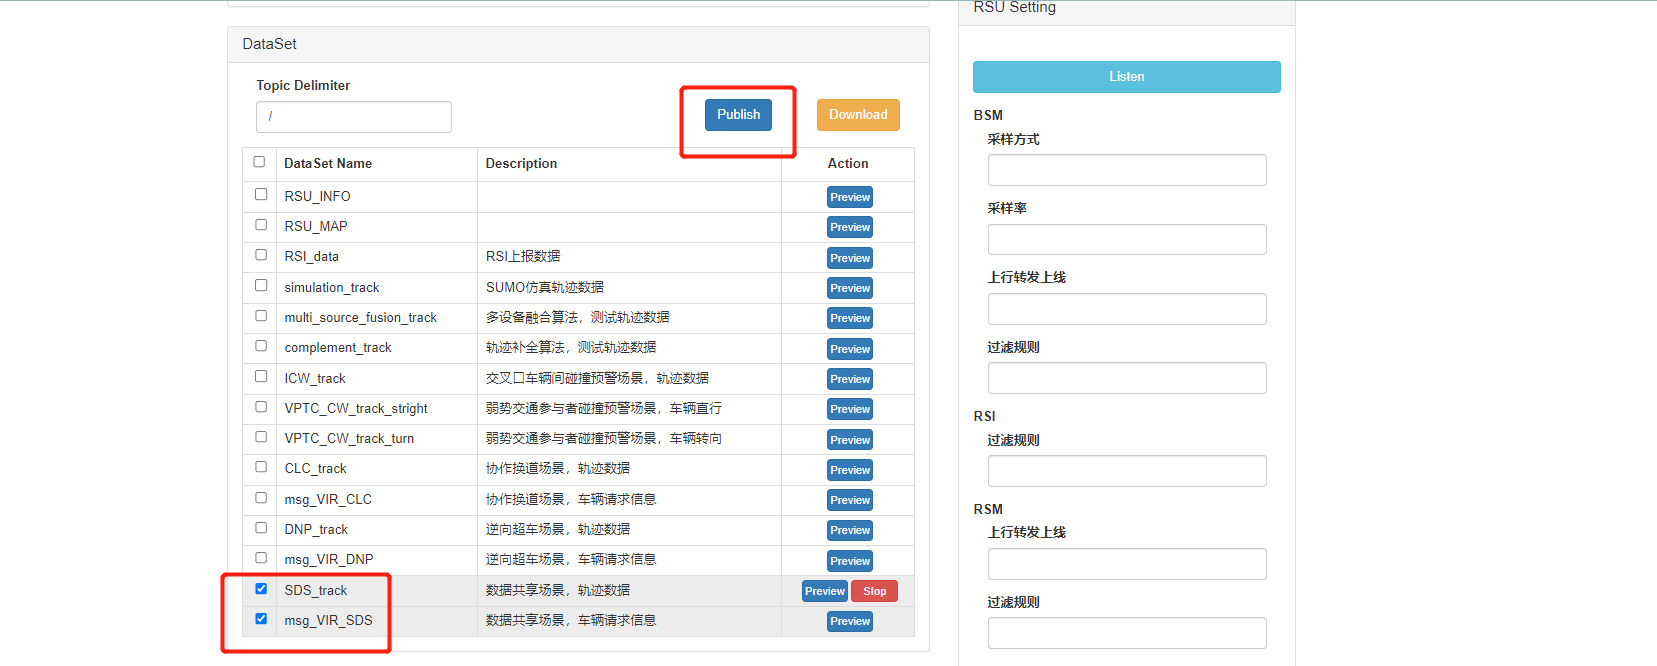 RSU Setting
DataSet
Topic Delimiter
/
Publish
Download
DataSet Name Description Action
RSU_INFO Preview
RSU_MAP Preview
RSI_data RSI上报数据 Preview
simulation_track SUMO仿真轨迹数据 Preview
multi_source_fusion_track 多设备融合算法，测试轨迹数据 Preview
complement_track 轨迹补全算法，测试轨迹数据 Preview
ICW_track 交叉口车辆间碰撞预警场景，轨迹数据 Preview
VPTC_CW_track_stright 弱势交通参与者碰撞预警场景，车辆直行 Preview
VPTC_CW_track_turn 弱势交通参与者碰撞预警场景，车辆转向 Preview
CLC_track 协作换道场景，轨迹数据 Preview
msg_VIR_CLC 协作换道场景，车辆请求信息 Preview
DNP_track 逆向超车场景，轨迹数据 Preview
msg_VIR_DNP 逆向超车场景，车辆请求信息 Preview
SDS_track 数据共享场景，轨迹数据 Preview Stop
msg_VIR_SDS 数据共享场景，车辆请求信息 Preview
Listen
BSM
采样方式
采样率
上行转发上线
过滤规则
RSI
过滤规则
RSM
上行转发上线
过滤规则